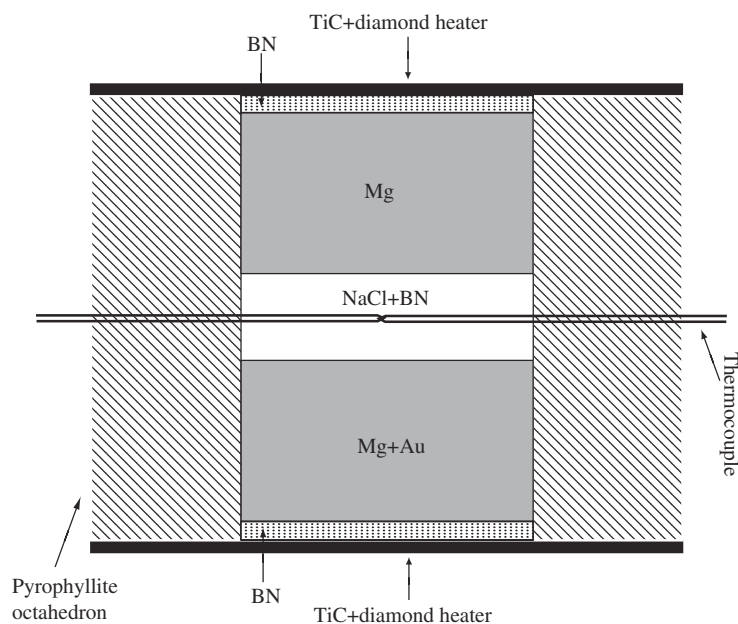 TiC+diamond heater
BN
Mg
NaCl+BN
Thermocouple
Mg+Au
Pyrophyllite
octahedron
BN
TiC+diamond heater